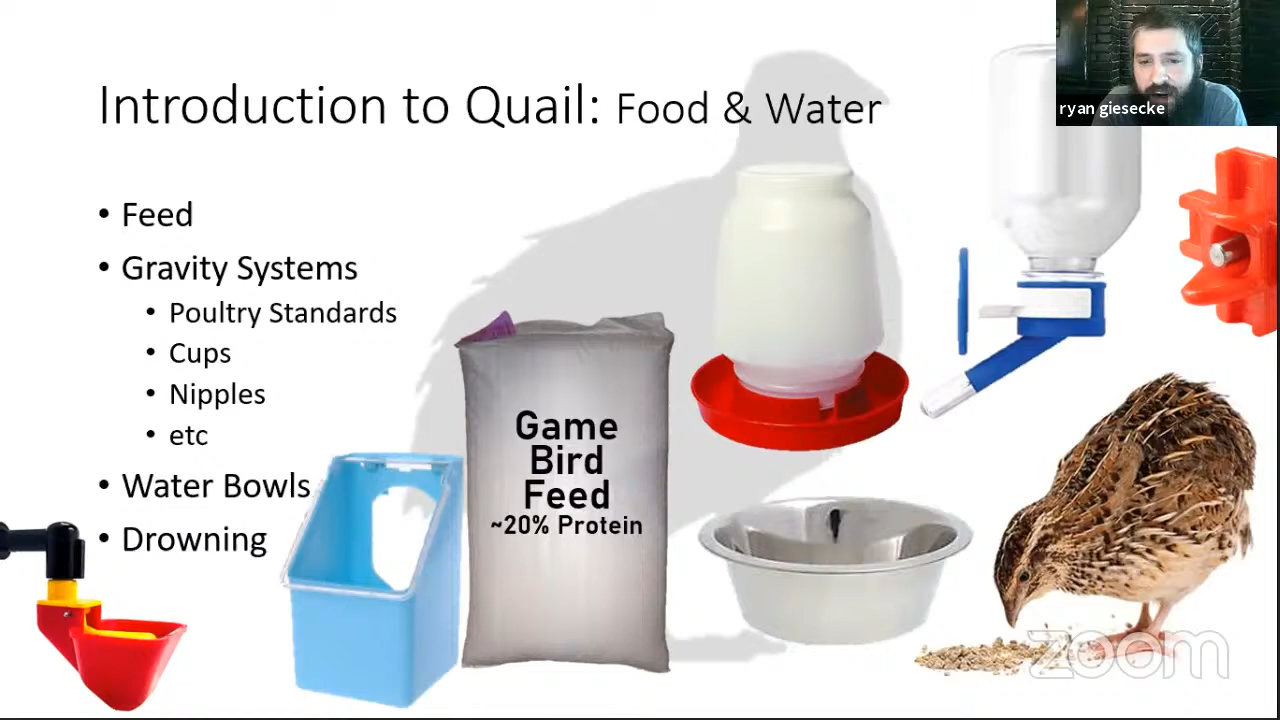 ryan giesecke
Introduction to Quail: Food & Water
• Feed
• Gravity Systems
• Poultry Standards
• Cups
• Nipples
• etc
• Water Bowls
• Drowning
Game
Bird
Feed
~20% Protein
zoom